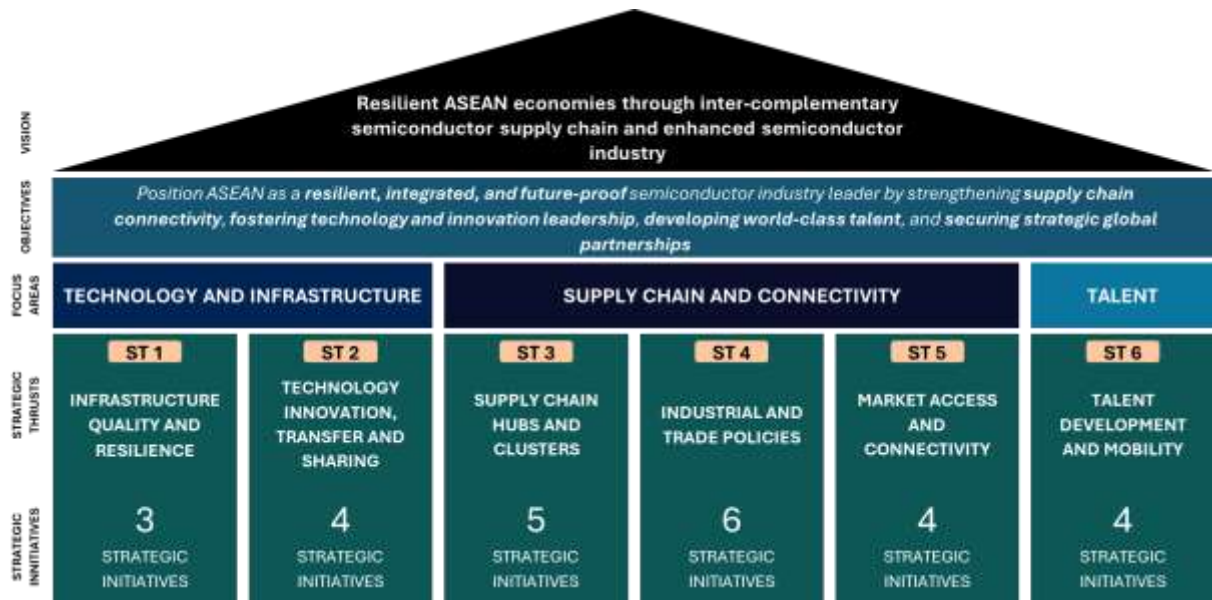 VISION
Resilient ASEAN economies through inter-complementary
semiconductor supply chain and enhanced semiconductor
industry
OBJECTIVES
Position ASEAN as a resilient, integrated, and future-proof semiconductor industry leader by strengthening supply chain
connectivity, fostering technology and innovation leadership, developing world-class talent, and securing strategic global
partnerships
FOCUS
AREAS
TECHNOLOGY AND INFRASTRUCTURE
SUPPLY CHAIN AND CONNECTIVITY
TALENT
STRATEGIC
THRUSTS
ST 1
INFRASTRUCTURE
QUALITY AND
RESILIENCE
ST 2
TECHNOLOGY
INNOVATION,
TRANSFER AND
SHARING
ST 3
SUPPLY CHAIN
HUBS AND
CLUSTERS
ST 4
INDUSTRIAL AND
TRADE POLICIES
ST 5
MARKET ACCESS
AND
CONNECTIVITY
ST 6
TALENT
DEVELOPMENT
AND MOBILITY
STRATEGIC
INNITIATIVES
3
STRATEGIC
INITIATIVES
4
STRATEGIC
INITIATIVES
5
STRATEGIC
INITIATIVES
6
STRATEGIC
INITIATIVES
4
STRATEGIC
INITIATIVES
4
STRATEGIC
INITIATIVES